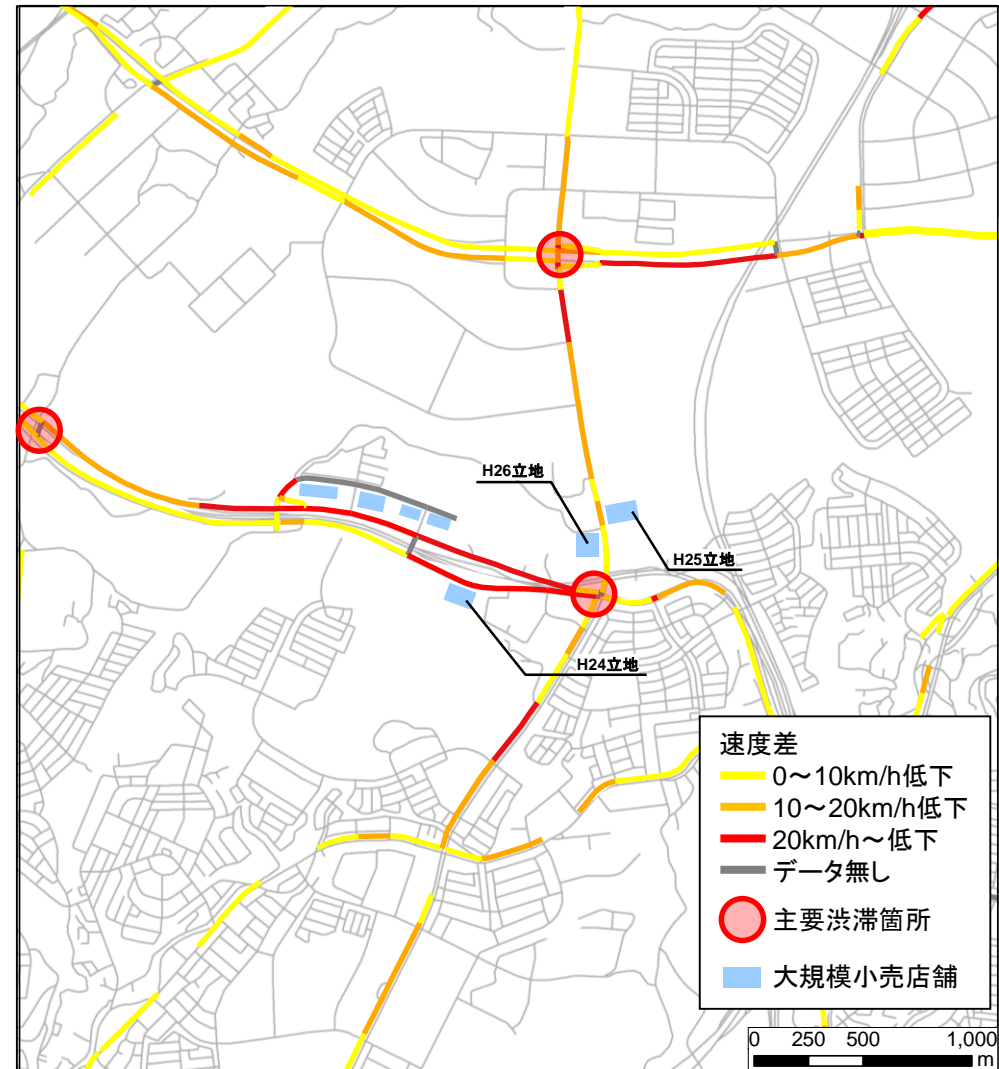 H26立地
H25立地
H24立地
速度差
0～10km/h低下
10～20km/h低下
20km/h～低下
データ無し
主要渋滞箇所
大規模小売店舗
0 250 500 1,000
m